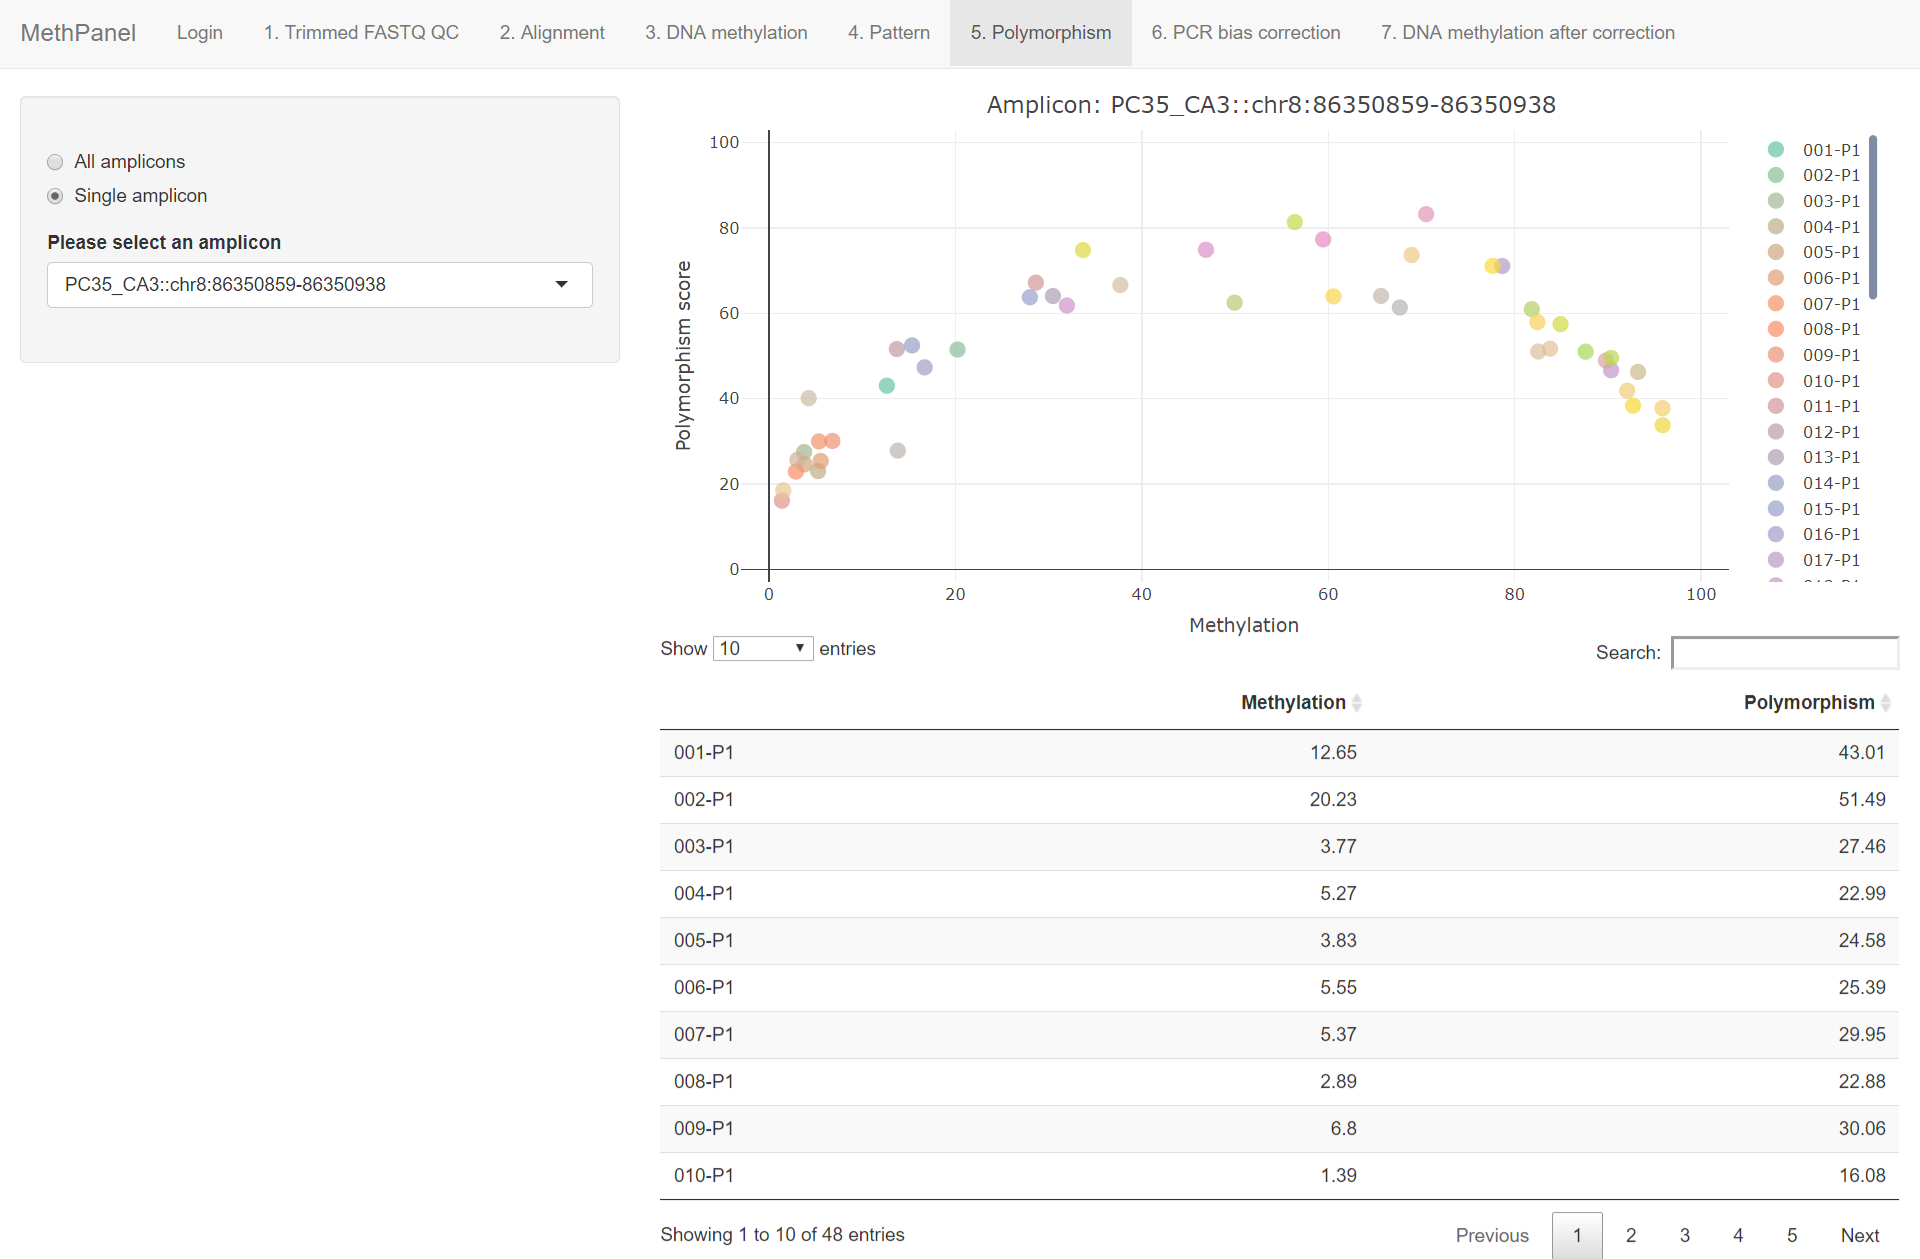 MethPanel Login 1. Trimmed FASTQ QC 2. Alignment 3. DNA methylation 4. Pattern 5. Polymorphism 6. PCR bias correction 7. DNA methylation after correction
All amplicons
Single amplicon
Please select an amplicon
PC35_CA3::chr8:86350859-86350938
Amplicon: PC35_CA3::chr8:86350859-86350938
Polymorphism score
100
80
60
40
20
0
0 20 40 60 80 100
Methylation
001-P1
002-P1
003-P1
004-P1
005-P1
006-P1
007-P1
008-P1
009-P1
010-P1
011-P1
012-P1
013-P1
014-P1
015-P1
016-P1
017-P1
Show 10 entries
Search:
Methylation Polymorphism
001-P1 12.65 43.01
002-P1 20.23 51.49
003-P1 3.77 27.46
004-P1 5.27 22.99
005-P1 3.83 24.58
006-P1 5.55 25.39
007-P1 5.37 29.95
008-P1 2.89 22.88
009-P1 6.8 30.06
010-P1 1.39 16.08
Showing 1 to 10 of 48 entries
Previous 1 2 3 4 5 Next